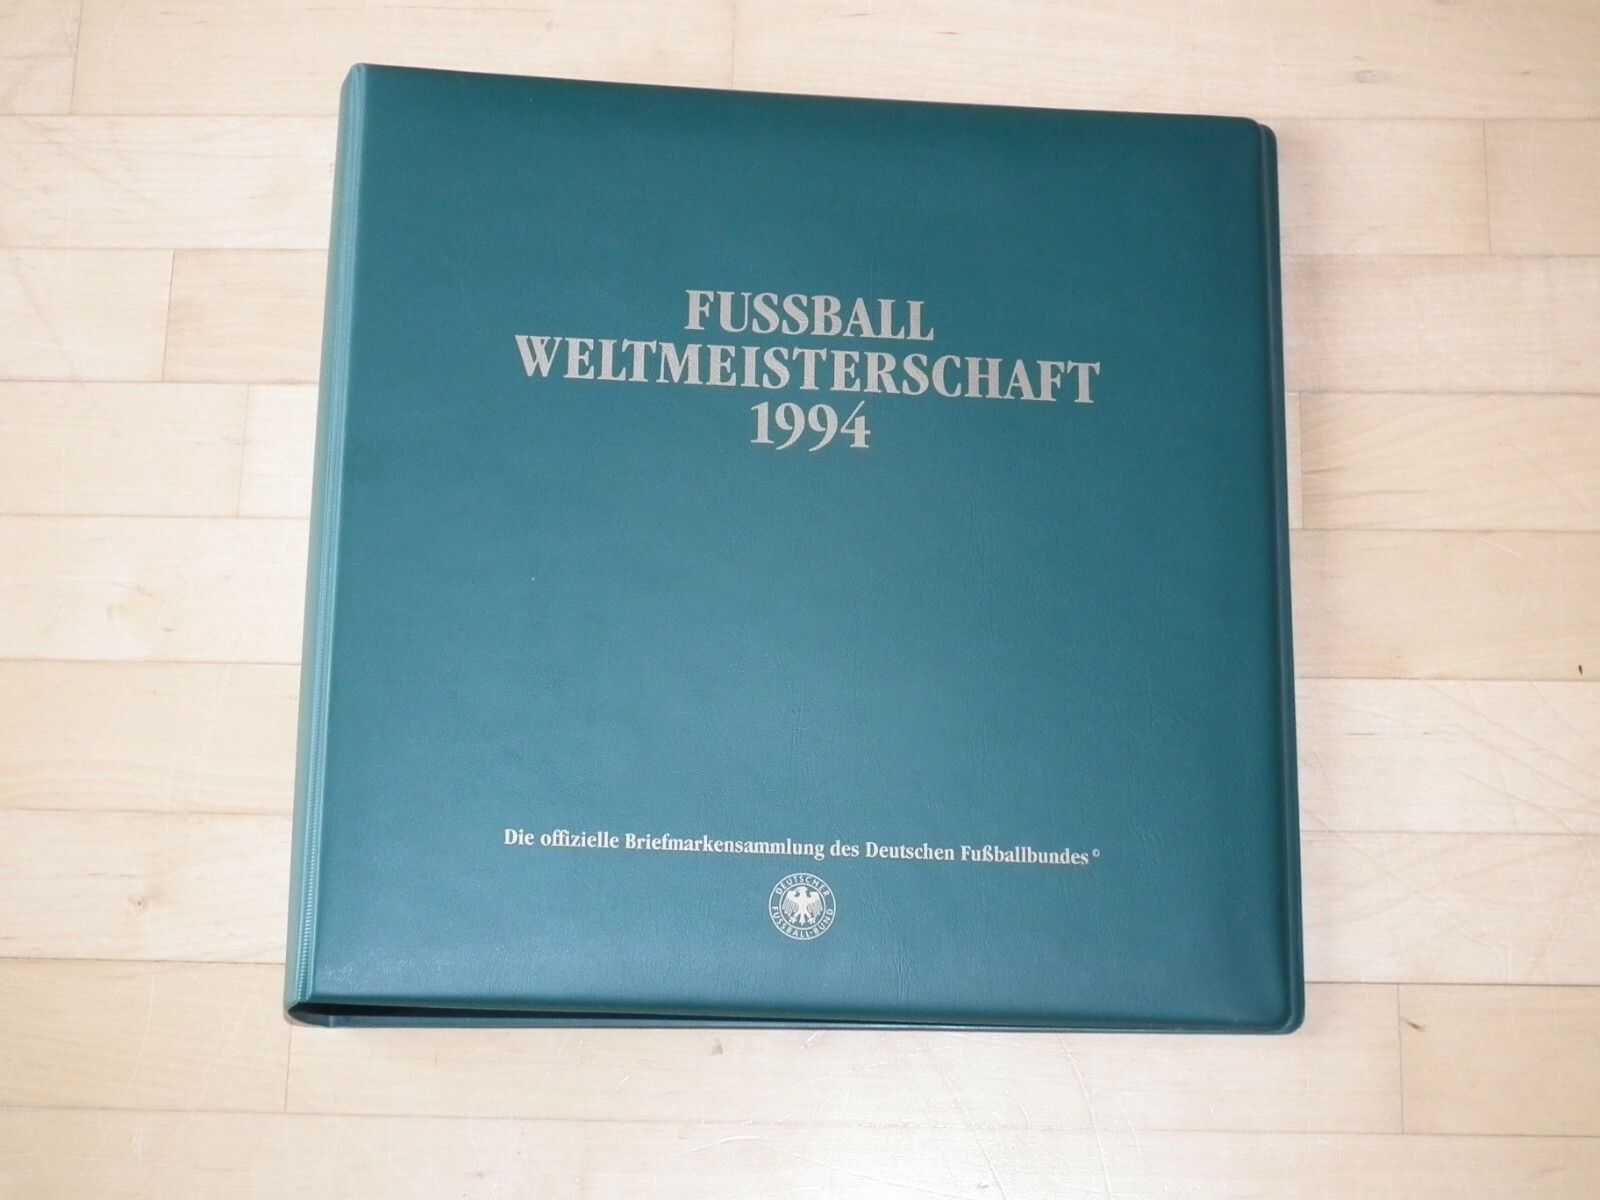 FUSSBALL
WELTMEISTERSCHAFT
1994
Die offizielle Briefmarkensammlung des Deutschen Fußballbundes©
DEUTSCHER
FUSSBALL-BUND